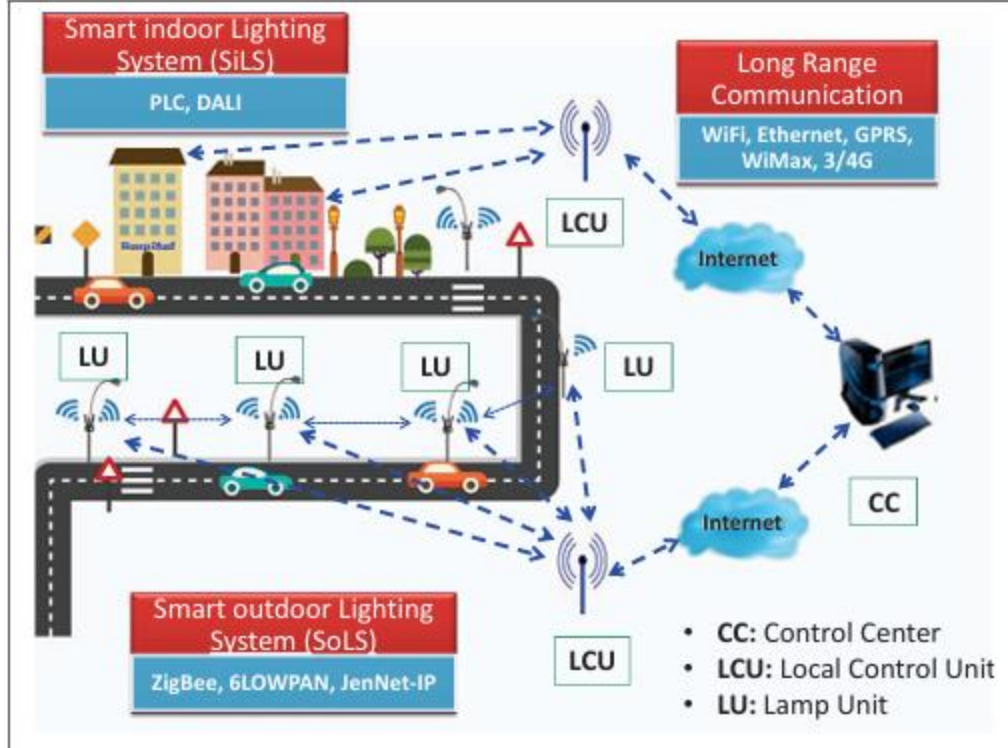 Smart indoor Lighting
System (SiLS)
PLC, DALI
Long Range
Communication
WiFi, Ethernet, GPRS,
WiMax, 3/4G
LCU
Hospital
Internet
LU
LU
LU
LU
CC
Internet
LCU
Smart outdoor Lighting
System (SoLS)
ZigBee, 6LOWPAN, JenNet-IP
• CC: Control Center
• LCU: Local Control Unit
• LU: Lamp Unit